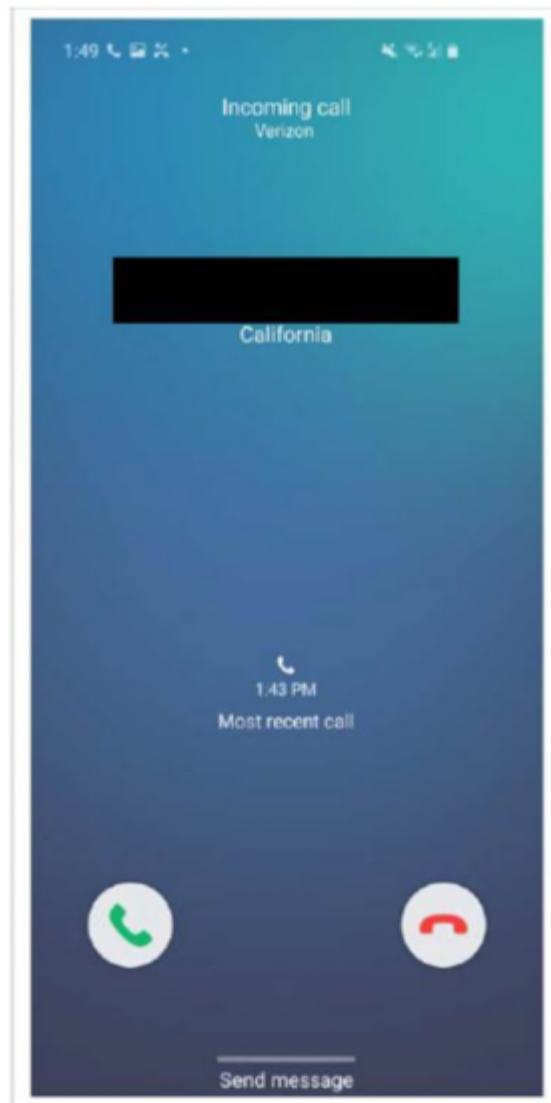 1:49
Incoming call
Verizon
California
1:43 PM
Most recent call
Send message